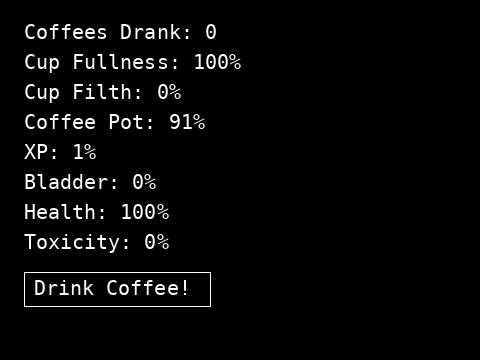 Coffees Drank: 0
Cup Fullness: 100%
Cup Filth: 0%
Coffee Pot: 91%
XP: 1%
Bladder: 0%
Health: 100%
Toxicity: 0%
Drink Coffee!